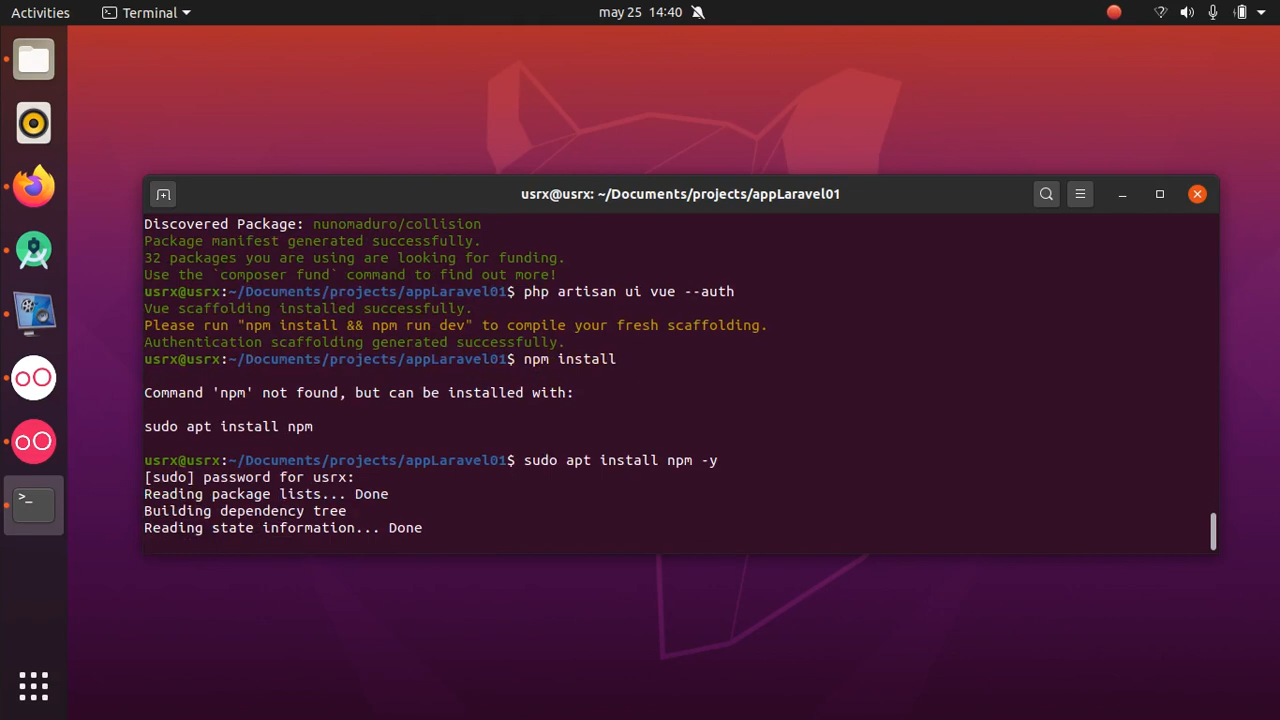 Activities
Terminal
may 25 14:40
usrx@usrx: ~/Documents/projects/appLaravel01
Discovered Package: nunomaduro/collision
Package manifest generated successfully.
32 packages you are using are looking for funding.
Use the `composer fund` command to find out more!
usrx@usrx:~/Documents/projects/appLaravel01$ php artisan ui vue --auth
Vue scaffolding installed successfully.
Please run "npm install && npm run dev" to compile your fresh scaffolding.
Authentication scaffolding generated successfully.
usrx@usrx:~/Documents/projects/appLaravel01$ npm install
Command 'npm' not found, but can be installed with:
sudo apt install npm
usrx@usrx:~/Documents/projects/appLaravel01$ sudo apt install npm -y
[sudo] password for usrx:
Reading package lists... Done
Building dependency tree
Reading state information... Done